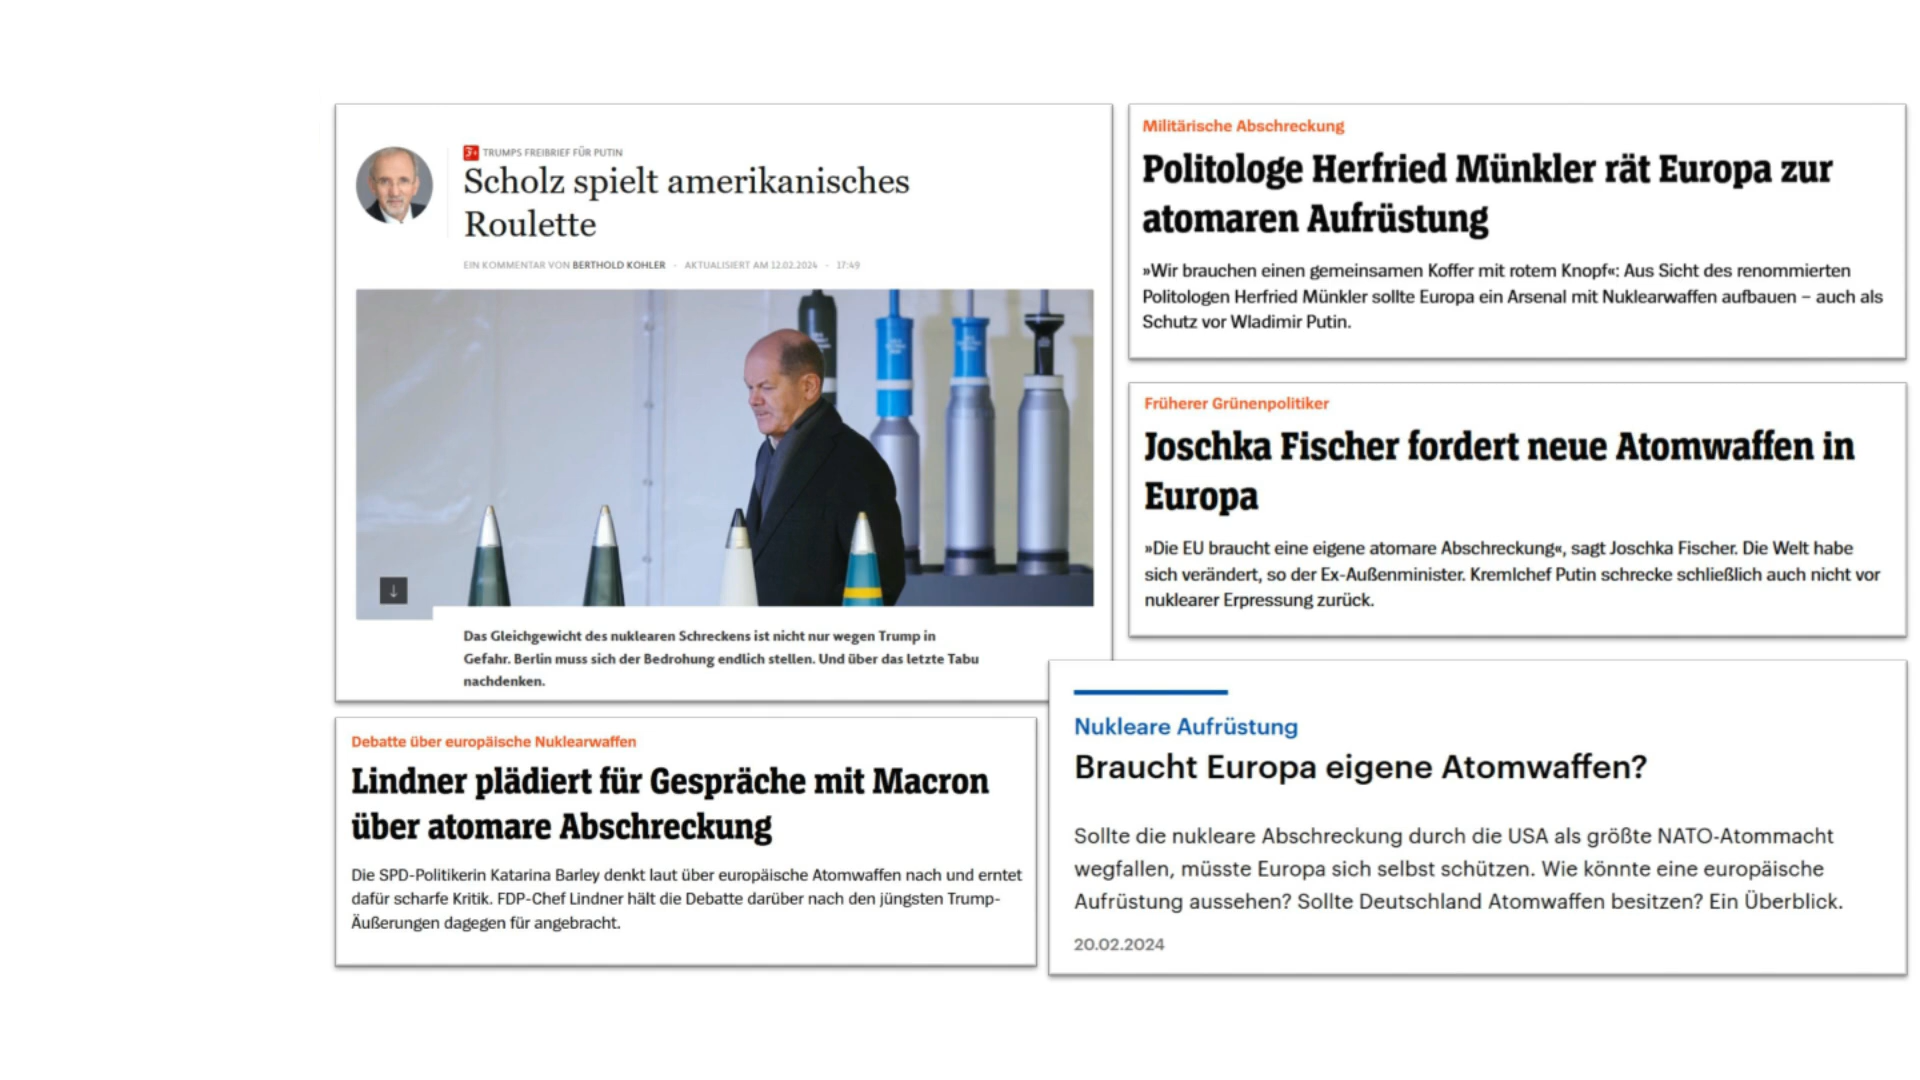 F+ TRUMPS FREIBRIEF FÜR PUTIN
Scholz spielt amerikanisches
Roulette
EIN KOMMENTAR VON BERTHOLD KOHLER - AKTUALISIERT AM 12.02.2024 - 17:49
Das Gleichgewicht des nuklearen Schreckens ist nicht nur wegen Trump in
Gefahr. Berlin muss sich der Bedrohung endlich stellen. Und über das letzte Tabu
nachdenken.
Debatte über europäische Nuklearwaffen
Lindner plädiert für Gespräche mit Macron
über atomare Abschreckung
Die SPD-Politikerin Katarina Barley denkt laut über europäische Atomwaffen nach und erntet
dafür scharfe Kritik. FDP-Chef Lindner hält die Debatte darüber nach den jüngsten Trump-
Äußerungen dagegen für angebracht.
Militärische Abschreckung
Politologe Herfried Münkler rät Europa zur
atomaren Aufrüstung
»Wir brauchen einen gemeinsamen Koffer mit rotem Knopf«: Aus Sicht des renommierten
Politologen Herfried Münkler sollte Europa ein Arsenal mit Nuklearwaffen aufbauen – auch als
Schutz vor Wladimir Putin.
Früherer Grünenpolitiker
Joschka Fischer fordert neue Atomwaffen in
Europa
»Die EU braucht eine eigene atomare Abschreckung«, sagt Joschka Fischer. Die Welt habe
sich verändert, so der Ex-Außenminister. Kremlchef Putin schrecke schließlich auch nicht vor
nuklearer Erpressung zurück.
Nukleare Aufrüstung
Braucht Europa eigene Atomwaffen?
Sollte die nukleare Abschreckung durch die USA als größte NATO-Atommacht
wegfallen, müsste Europa sich selbst schützen. Wie könnte eine europäische
Aufrüstung aussehen? Sollte Deutschland Atomwaffen besitzen? Ein Überblick.
20.02.2024